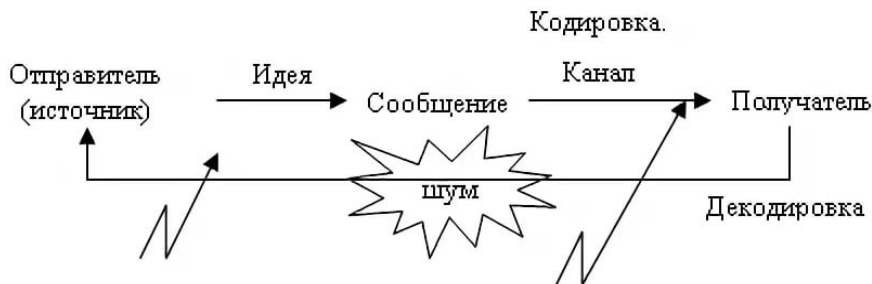 Кодировка.
Отправитель
(источник)
Идея
Сообщение
Канал
Получатель
шум
Декодировка